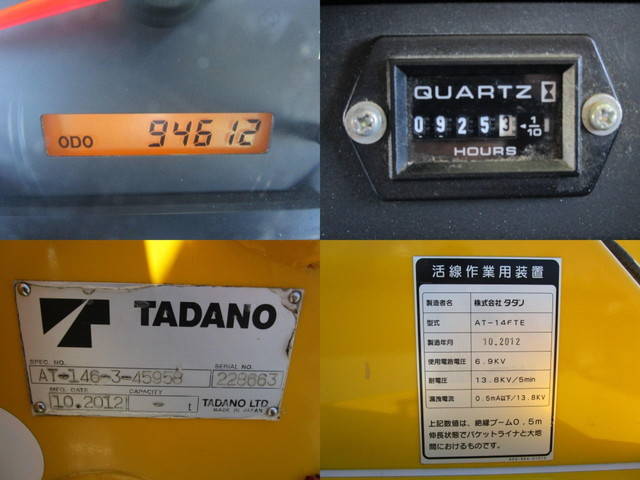 ODO 94612
QUARTZ
09253 1/10
HOURS
TADANO
SPEC. NO. SERIAL NO.
AT-146-3-45958 228663
MFG. DATE CAPACITY
10.2012 - t TADANO LTD.
MADE IN JAPAN
活線作業用装置
製造者名 株式会社タダノ
型式 AT-14FTE
製造年月 10.2012
使用電路電圧 6.9KV
耐電圧 13.8KV/5min
漏洩電流 0.5mA以下/13.8KV
上記数値は、絶縁ブーム0.5m
伸長状態でバケットライナと大地
間におけるものです。